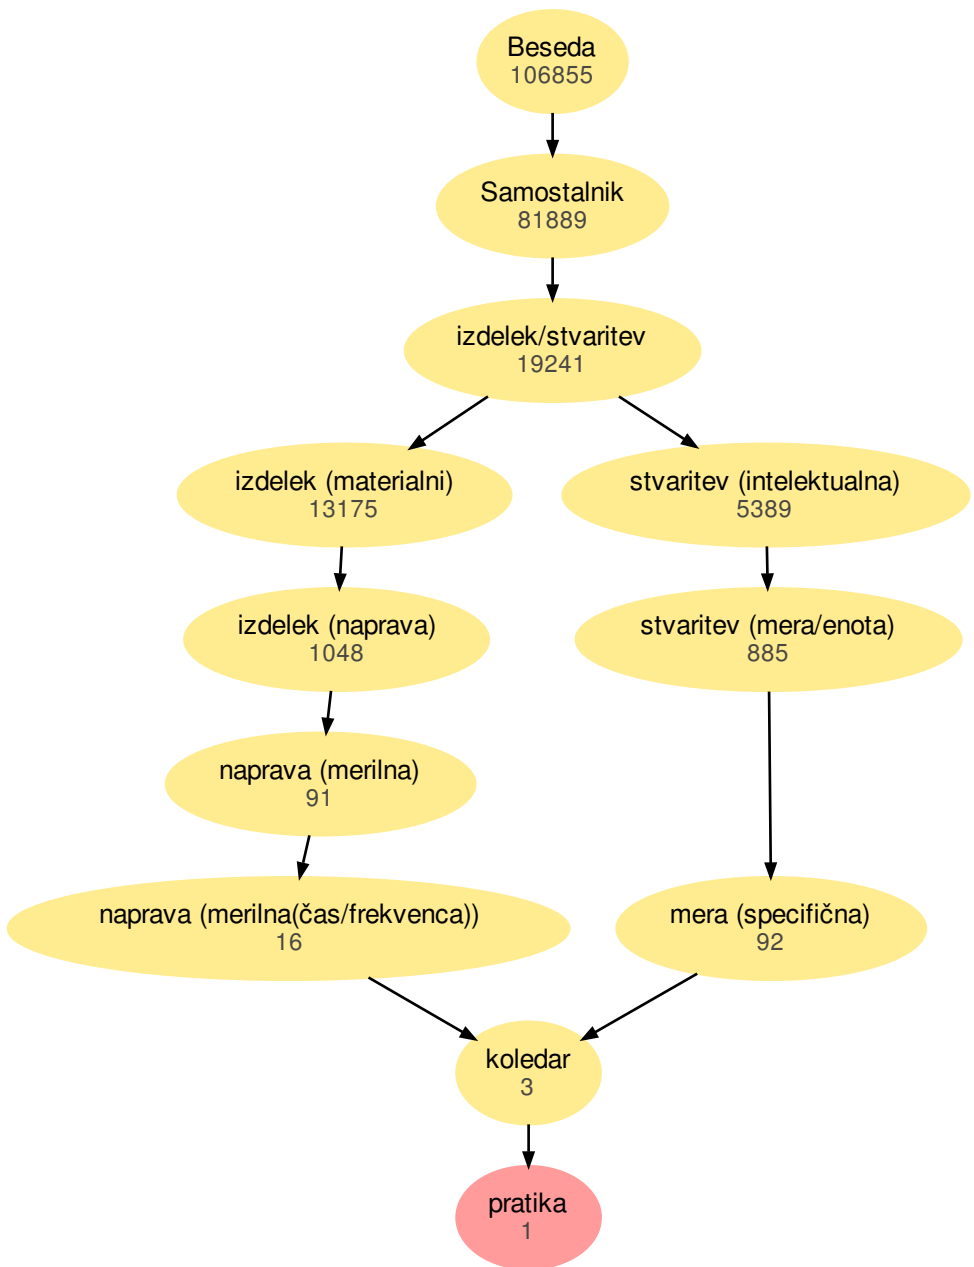 Beseda
106855
Samostalnik
81889
izdelek/stvaritev
19241
izdelek (materialni)
13175
stvaritev (intelektualna)
5389
izdelek (naprava)
1048
stvaritev (mera/enota)
885
naprava (merilna)
91
naprava (merilna(čas/frekvenca))
16
mera (specifična)
92
koledar
3
pratika
1